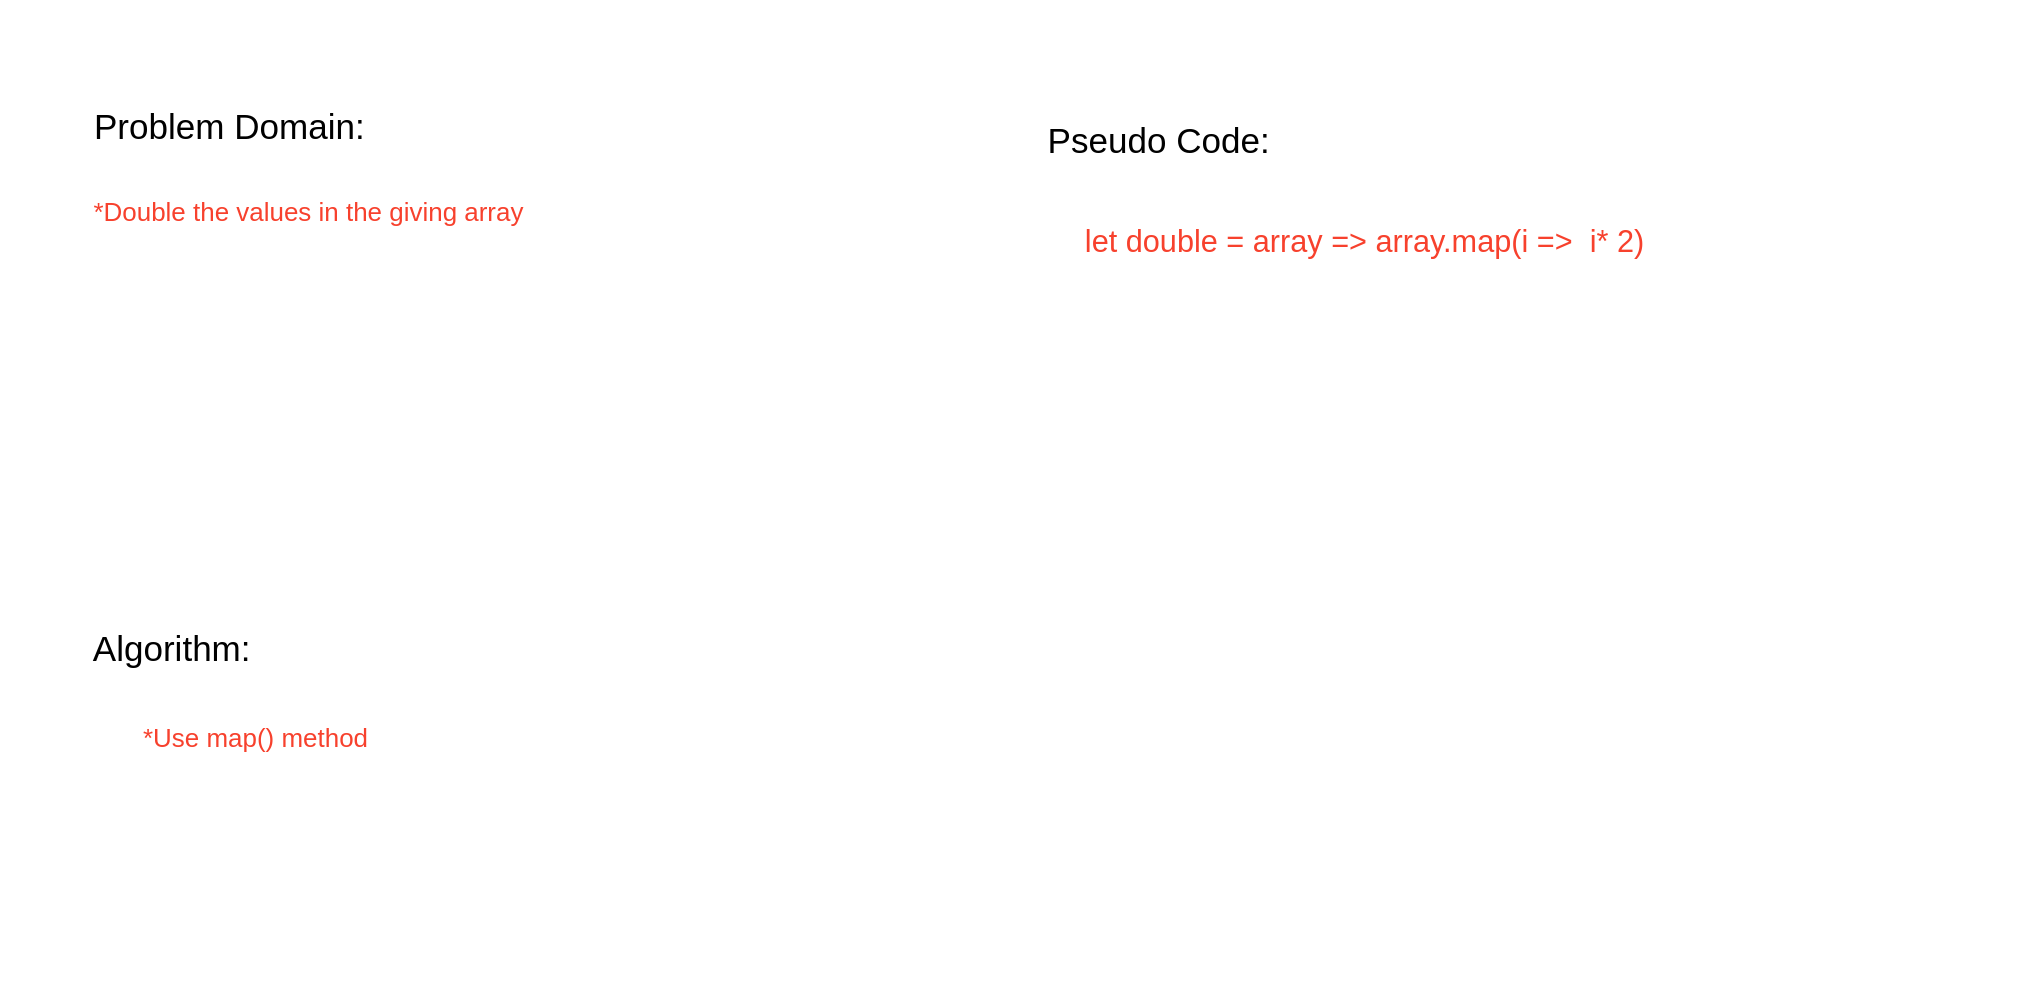 Problem Domain:
*Double the values in the giving array
Pseudo Code:
let double = array => array.map(i =>  i* 2)
Algorithm:
*Use map() method